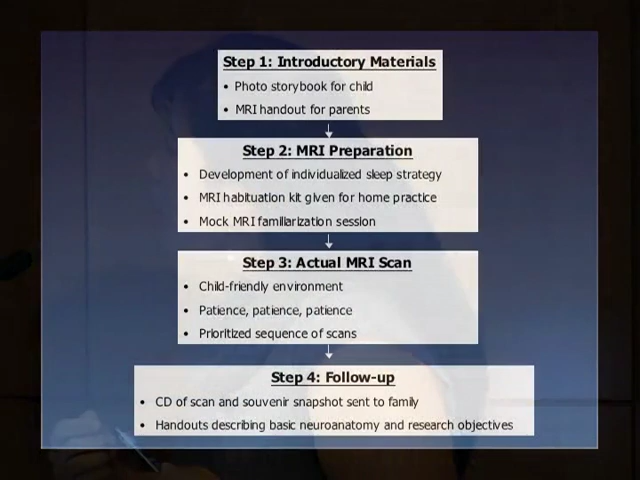 Step 1: Introductory Materials
• Photo storybook for child
• MRI handout for parents
Step 2: MRI Preparation
• Development of individualized sleep strategy
• MRI habituation kit given for home practice
• Mock MRI familiarization session
Step 3: Actual MRI Scan
• Child-friendly environment
• Patience, patience, patience
• Prioritized sequence of scans
Step 4: Follow-up
• CD of scan and souvenir snapshot sent to family
• Handouts describing basic neuroanatomy and research objectives